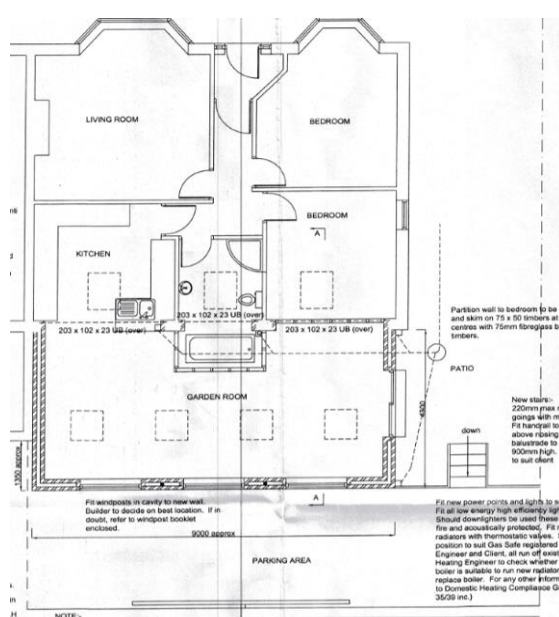 LIVING ROOM
BEDROOM
BEDROOM
A
KITCHEN
203 x 102 x 23 UB (over)
203 x 102 x 23 UB (over)
203 x 102 x 23 UB (over)
Partition wall to bedroom to be
and skim on 75 x 50 timbers at
centres with 75mm fibreglass b
timbers.
PATIO
GARDEN ROOM
4300
New stairs:-
220mm max
goings with m
Fit handrail to
above nosing
balustrade to
900mm high.
to suit client
down
1350 approx
A
Fit windposts in cavity to new wall.
Builder to decide on best location. If in
doubt, refer to windpost booklet
enclosed.
9000 approx
Fit new power points and lights to s
Fit all low energy high efficiency ligh
Should downlighters be used these
fire and acoustically protected. Fit
radiators with thermostatic valves.
position to suit Gas Safe registered
Engineer and Client, all run off exist
Heating Engineer to check whether
boiler is suitable to run new radiator
replace boiler. For any other inform
to Domestic Heating Compliance G
35/39 inc.)
PARKING AREA
NOTE:-